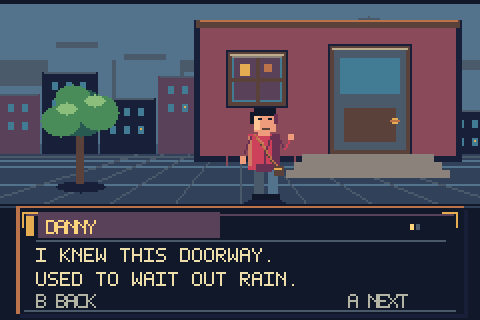 DANNY
I KNEW THIS DOORWAY.
USED TO WAIT OUT RAIN.
B BACK
A NEXT